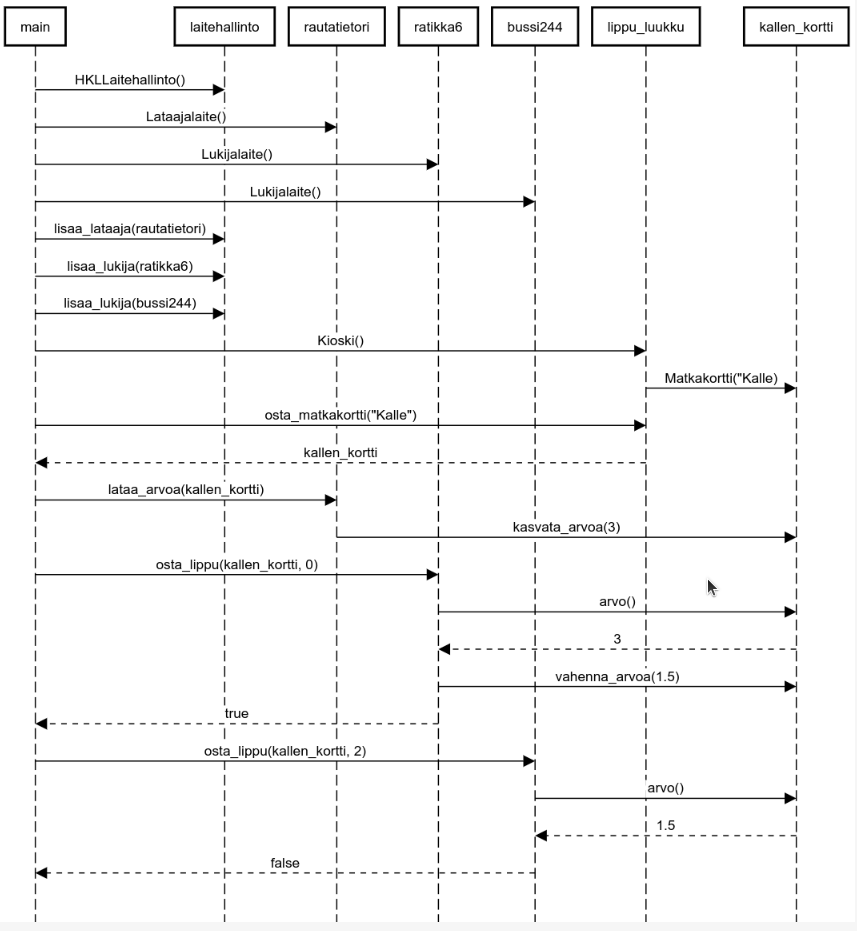 main laitehallinto rautatietori ratikka6 bussi244 lippu_luukku kallen_kortti
HKLLaitehallinto()
Lataajalaite()
Lukijalaite()
Lukijalaite()
lisaa_lataaja(rautatietori)
lisaa_lukija(ratikka6)
lisaa_lukija(bussi244)
Kioski()
Matkakortti("Kalle)
osta_matkakortti("Kalle")
kallen_kortti
lataa_arvoa(kallen_kortti)
kasvata_arvoa(3)
osta_lippu(kallen_kortti, 0)
arvo()
3
vahenna_arvoa(1.5)
true
osta_lippu(kallen_kortti, 2)
arvo()
1.5
false